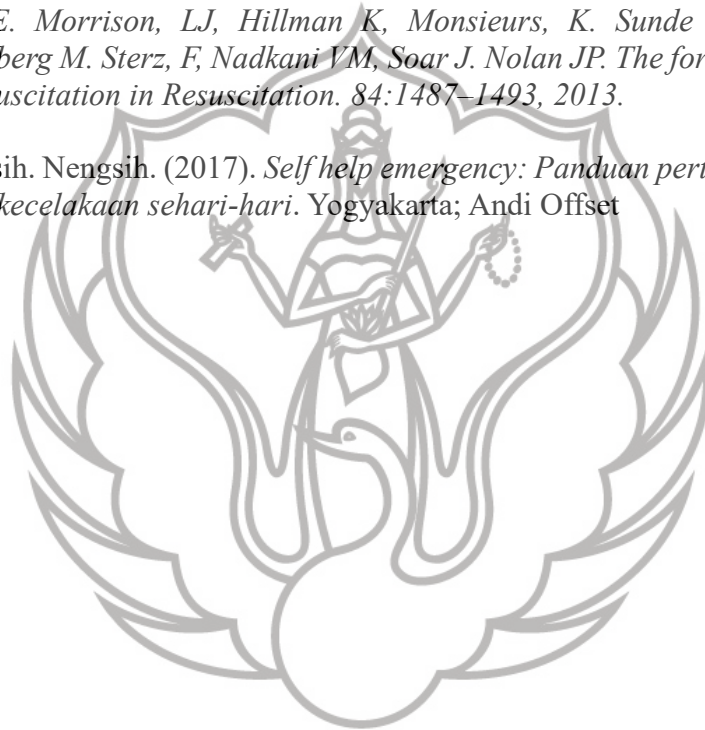 E. Morrison, LJ, Hillman K, Monsieurs, K. Sunde
berg M. Sterz, F, Nadkani VM, Soar J. Nolan JP. The for
uscitation in Resuscitation. 84:1487–1493, 2013.
sih. Nengsih. (2017). Self help emergency: Panduan pert
kecelakaan sehari-hari. Yogyakarta; Andi Offset